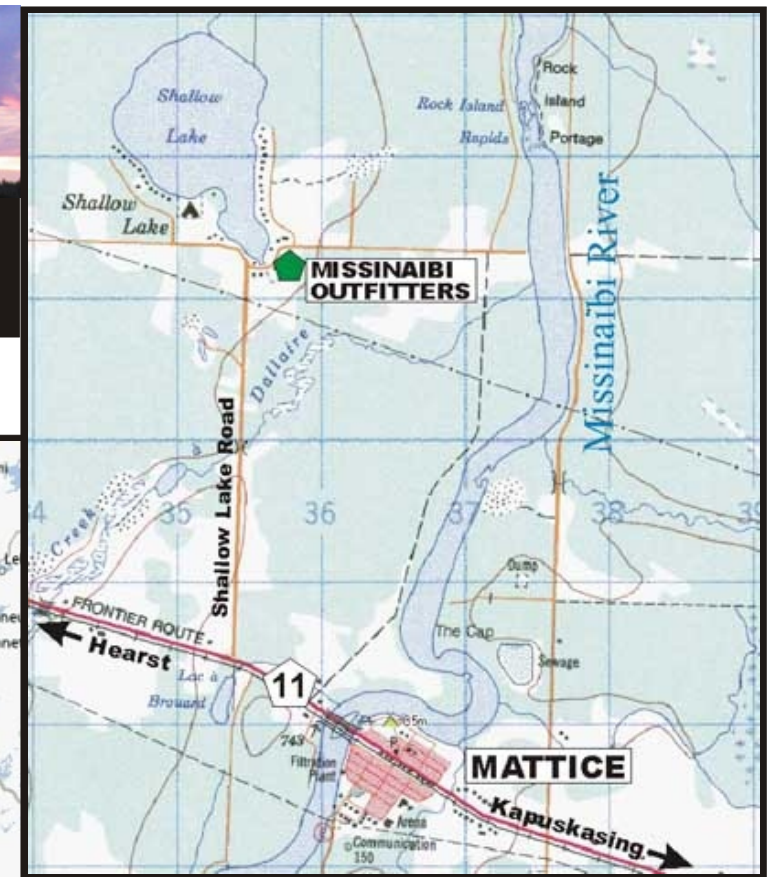 Shallow
Lake
Rock Island
Rapids
Rock
Island
Portage
Shallow
Lake
MISSINAIBI
OUTFITTERS
Missinaibi River
Dallaire
Creek
Shallow Lake Road
35
36
37
38
FRONTIER ROUTE
Hearst
11
Lac à
Brouard
Dump
The Cap
Sewage
743
Filtration
Plant
MATTICE
Kapuskasing
Arena
Communication
150